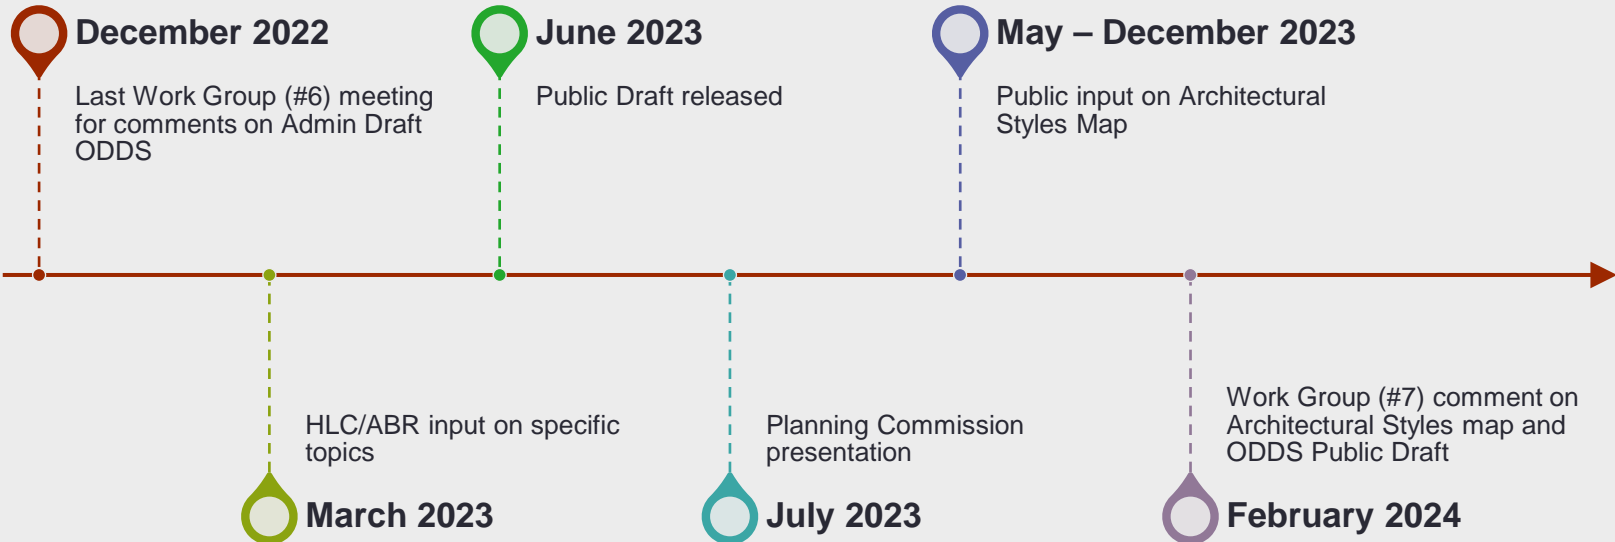 December 2022
Last Work Group (#6) meeting
for comments on Admin Draft
ODDS
June 2023
Public Draft released
May – December 2023
Public input on Architectural
Styles Map
HLC/ABR input on specific
topics
March 2023
Planning Commission
presentation
July 2023
Work Group (#7) comment on
Architectural Styles map and
ODDS Public Draft
February 2024